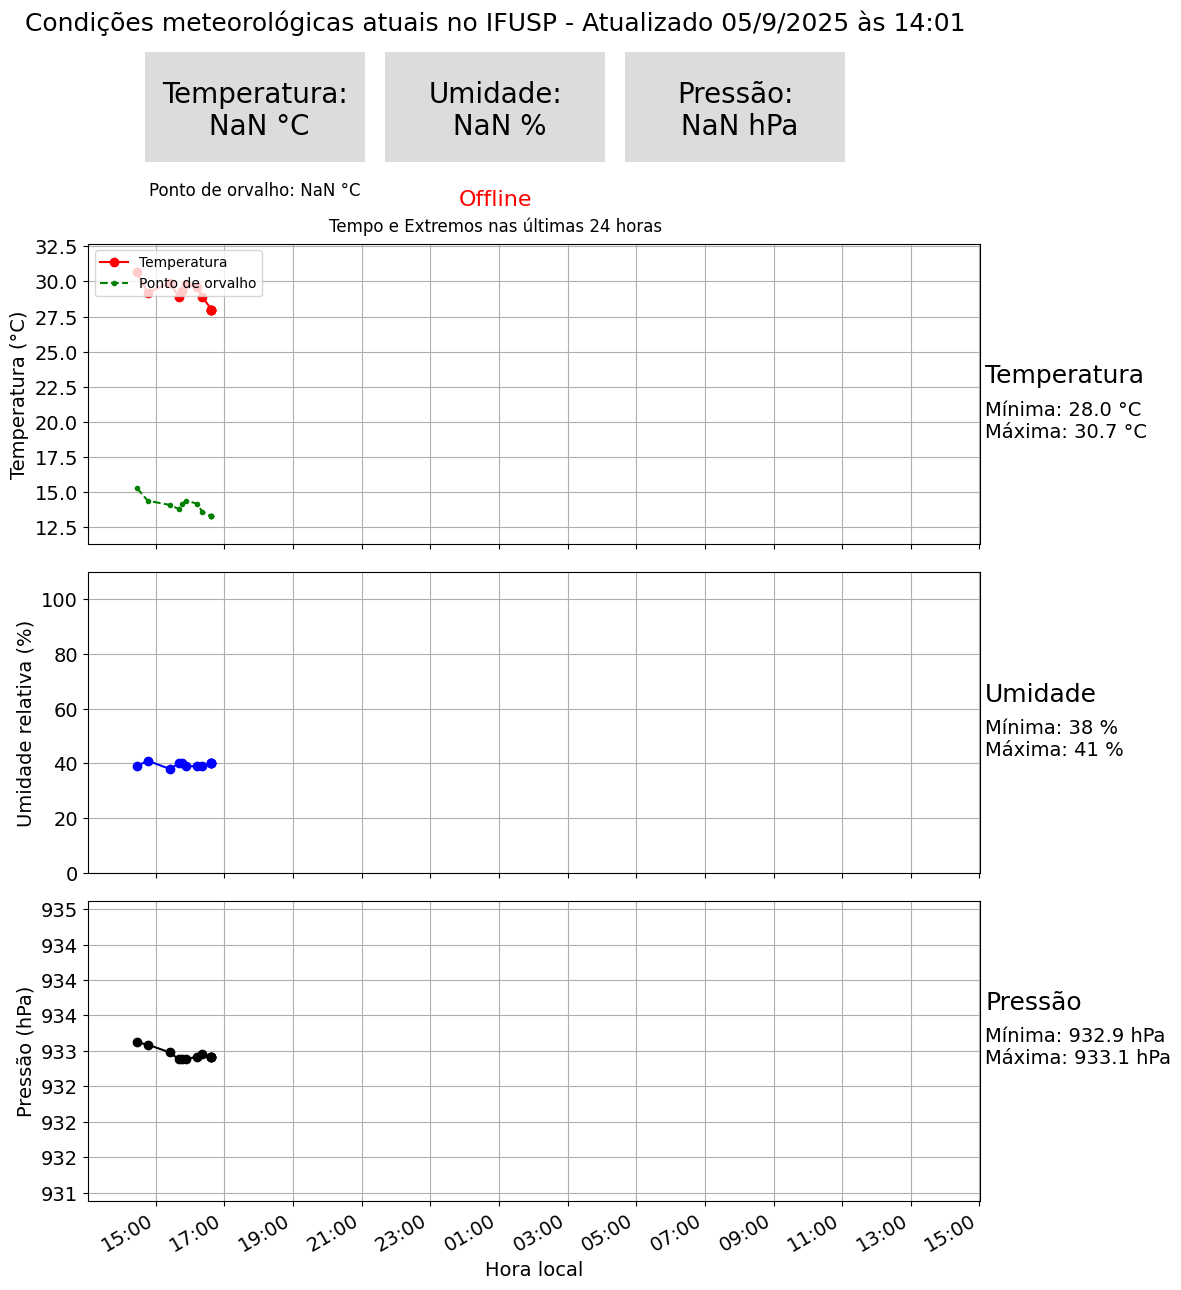 Condições meteorológicas atuais no IFUSP - Atualizado 05/9/2025 às 14:01
Temperatura:
NaN °C
Umidade:
NaN %
Pressão:
NaN hPa
Ponto de orvalho: NaN °C
Offline
Tempo e Extremos nas últimas 24 horas
Temperatura
Ponto de orvalho
Temperatura (°C)
32.5
30.0
27.5
25.0
22.5
20.0
17.5
15.0
12.5
Temperatura
Mínima: 28.0 °C
Máxima: 30.7 °C
Umidade relativa (%)
100
80
60
40
20
0
Umidade
Mínima: 38 %
Máxima: 41 %
Pressão (hPa)
935
934
934
934
933
932
932
932
931
Pressão
Mínima: 932.9 hPa
Máxima: 933.1 hPa
15:00 17:00 19:00 21:00 23:00 01:00 03:00 05:00 07:00 09:00 11:00 13:00 15:00
Hora local